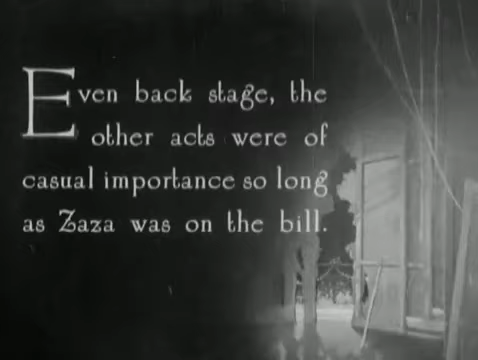 Even back stage, the
other acts were of
casual importance so long
as Zaza was on the bill.